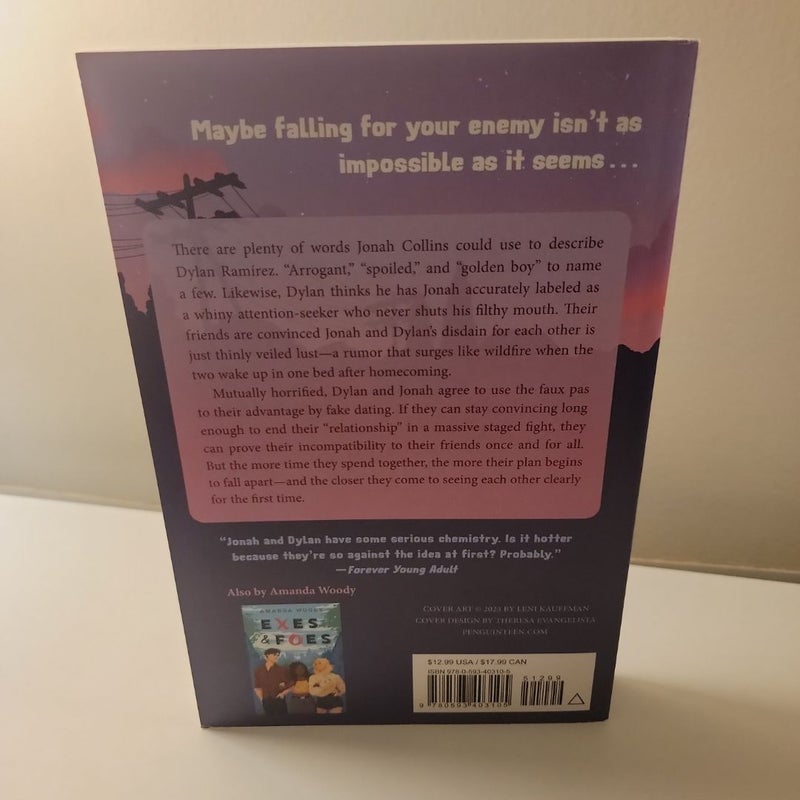 Maybe falling for your enemy isn't as
impossible as it seems...
There are plenty of words Jonah Collins could use to describe
Dylan Ramírez. “Arrogant,” “spoiled,” and “golden boy” to name
a few. Likewise, Dylan thinks he has Jonah accurately labeled as
a whiny attention-seeker who never shuts his filthy mouth. Their
friends are convinced Jonah and Dylan’s disdain for each other is
just thinly veiled lust—a rumor that surges like wildfire when the
two wake up in one bed after homecoming.
Mutually horrified, Dylan and Jonah agree to use the faux pas
to their advantage by fake dating. If they can stay convincing long
enough to end their “relationship” in a massive staged fight, they
can prove their incompatibility to their friends once and for all.
But the more time they spend together, the more their plan begins
to fall apart—and the closer they come to seeing each other clearly
for the first time.
“Jonah and Dylan have some serious chemistry. Is it hotter
because they’re so against the idea at first? Probably.”
—Forever Young Adult
Also by Amanda Woody
AMANDA WOODY
EXES
& FOES
COVER ART © 2023 BY LENI KAUFFMAN
COVER DESIGN BY THERESA EVANGELISTA
PENGUINTEEN.COM
$12.99 USA / $17.99 CAN
ISBN 978-0-593-40310-5
51299
9 780593 403105